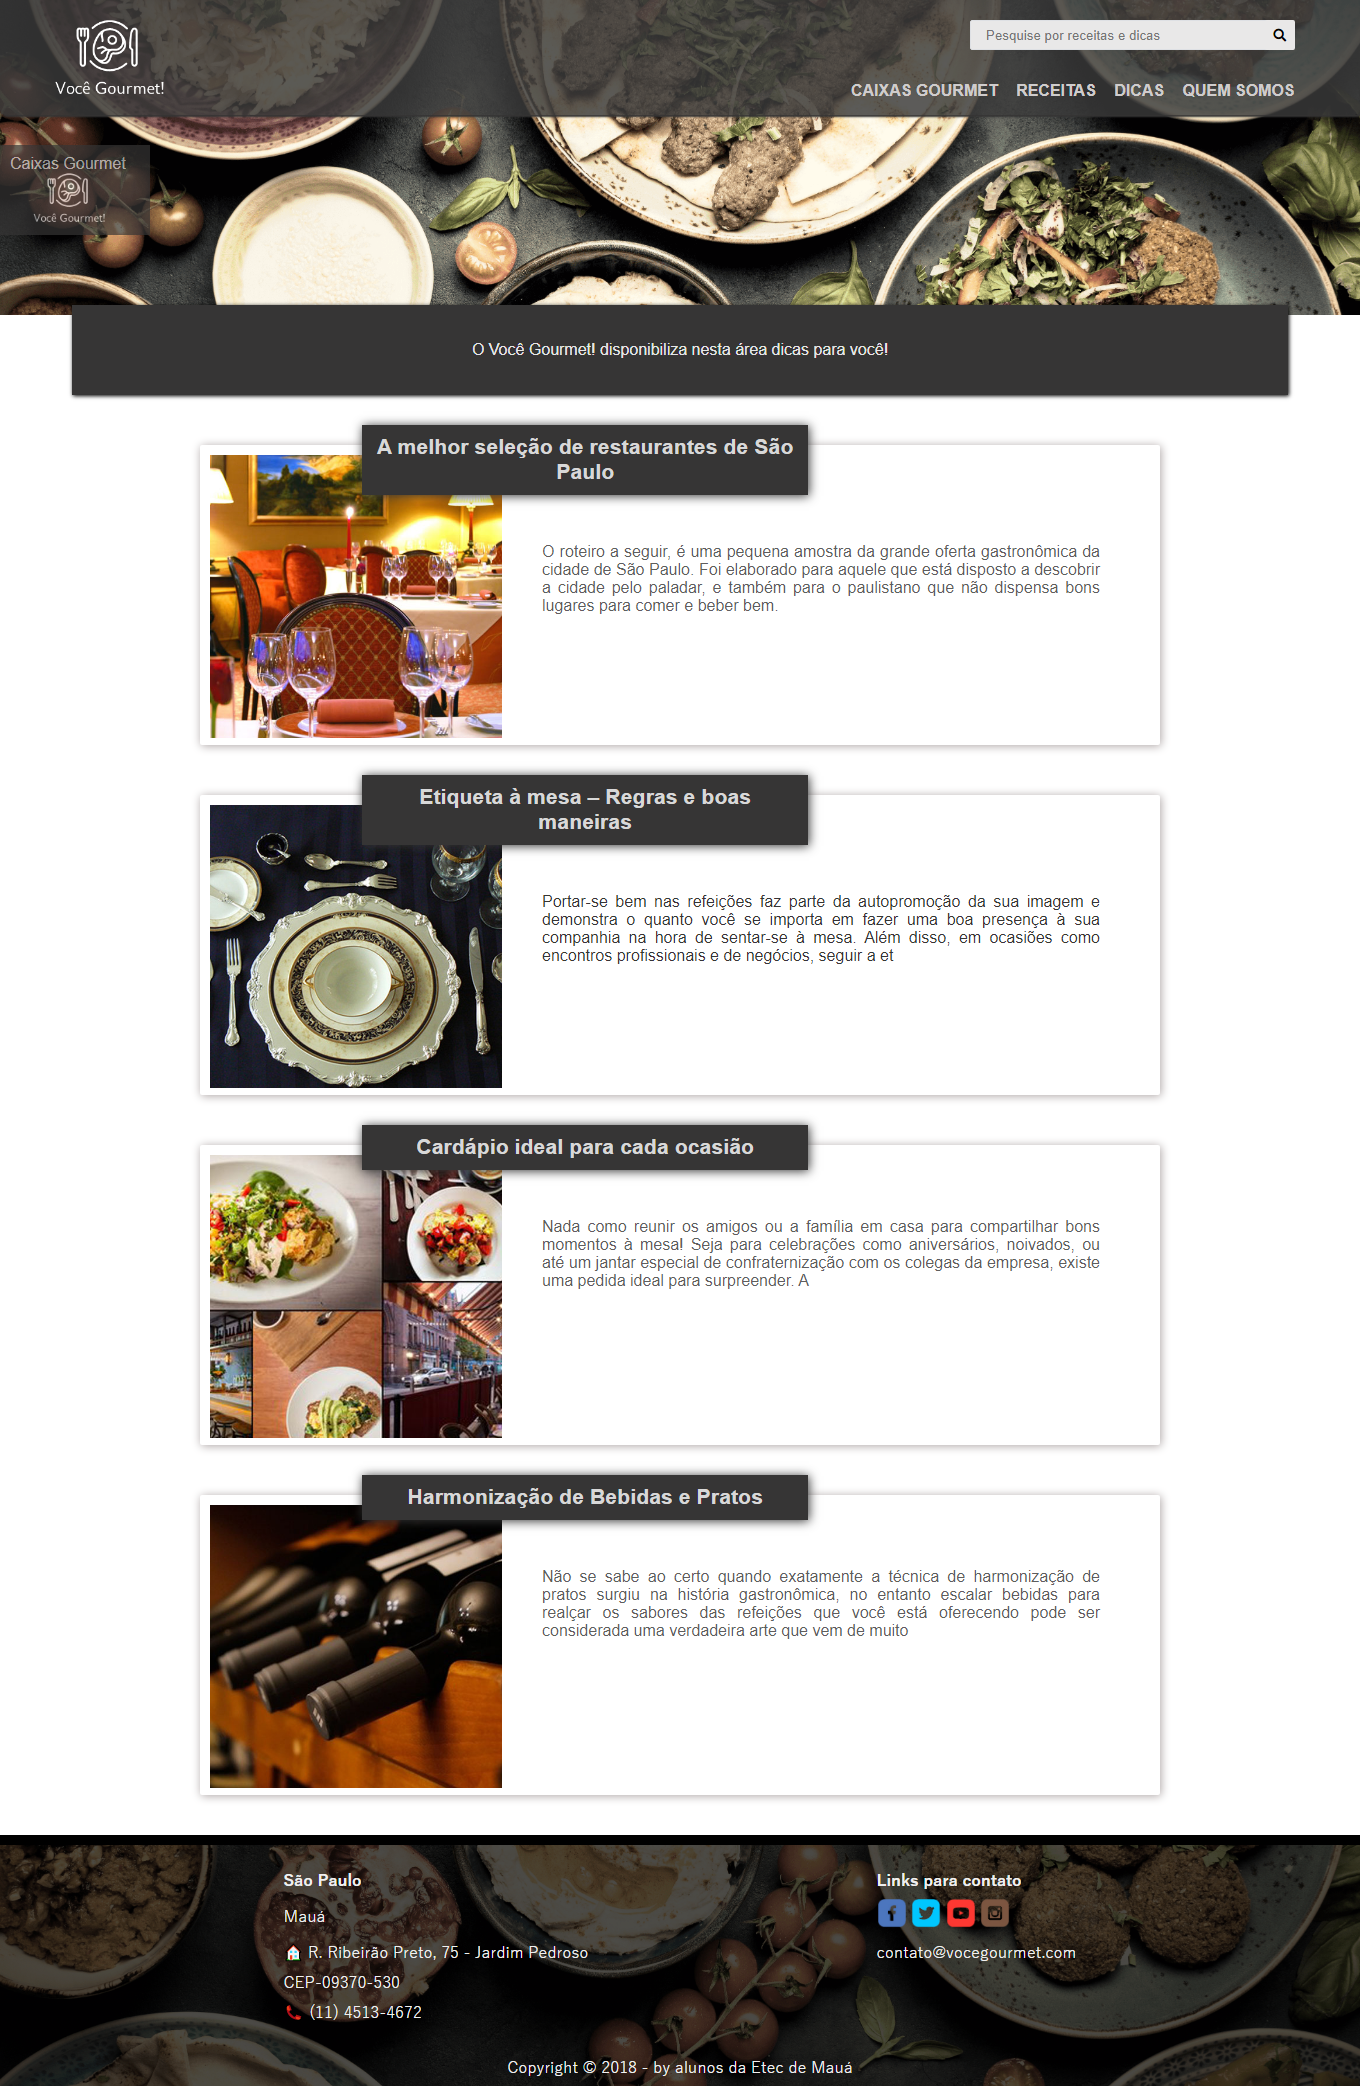 Você Gourmet!
Pesquise por receitas e dicas
CAIXAS GOURMET RECEITAS DICAS QUEM SOMOS
Caixas Gourmet
Você Gourmet!
O Você Gourmet! disponibiliza nesta área dicas para você!
A melhor seleção de restaurantes de São
Paulo
O roteiro a seguir, é uma pequena amostra da grande oferta gastronômica da
cidade de São Paulo. Foi elaborado para aquele que está disposto a descobrir
a cidade pelo paladar, e também para o paulistano que não dispensa bons
lugares para comer e beber bem.
Etiqueta à mesa – Regras e boas
maneiras
Portar-se bem nas refeições faz parte da autopromoção da sua imagem e
demonstra o quanto você se importa em fazer uma boa presença à sua
companhia na hora de sentar-se à mesa. Além disso, em ocasiões como
encontros profissionais e de negócios, seguir a et
Cardápio ideal para cada ocasião
Nada como reunir os amigos ou a família em casa para compartilhar bons
momentos à mesa! Seja para celebrações como aniversários, noivados, ou
até um jantar especial de confraternização com os colegas da empresa, existe
uma pedida ideal para surpreender. A
Harmonização de Bebidas e Pratos
Não se sabe ao certo quando exatamente a técnica de harmonização de
pratos surgiu na história gastronômica, no entanto escalar bebidas para
realçar os sabores das refeições que você está oferecendo pode ser
considerada uma verdadeira arte que vem de muito
São Paulo
Mauá
R. Ribeirão Preto, 75 - Jardim Pedroso
CEP-09370-530
(11) 4513-4672
Links para contato
contato@vocegourmet.com
Copyright © 2018 - by alunos da Etec de Mauá